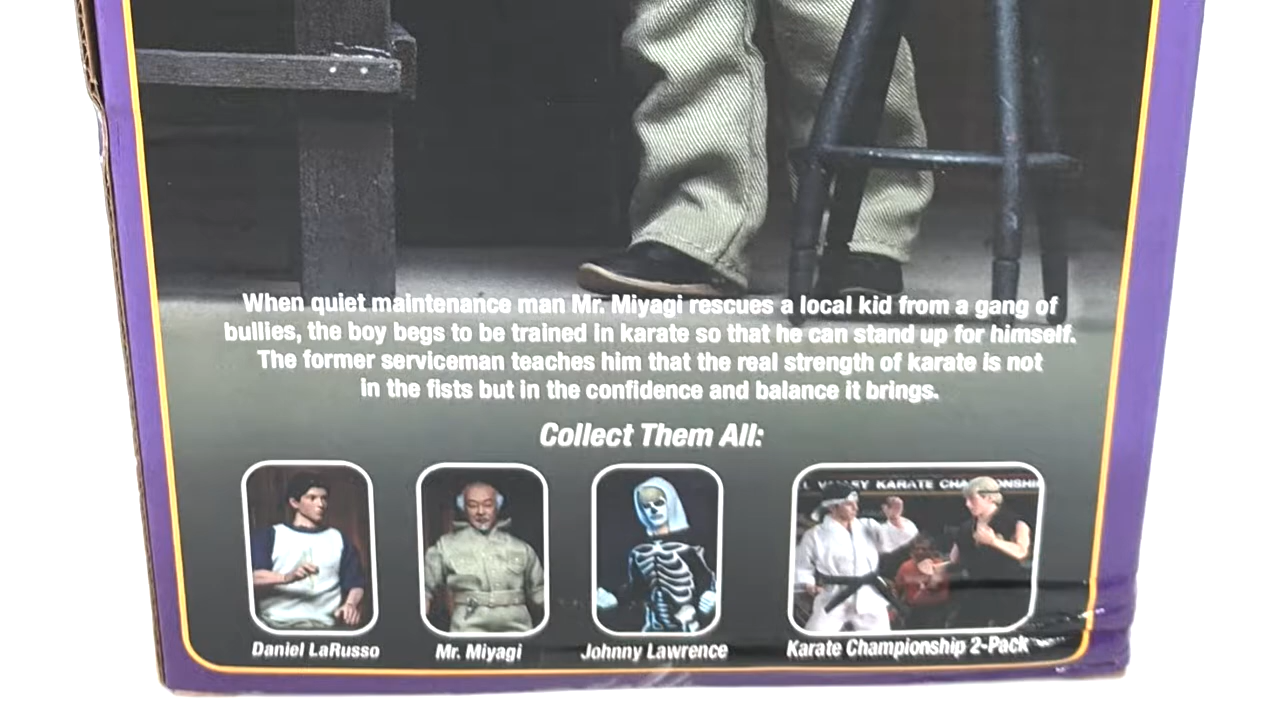 When quiet maintenance man Mr. Miyagi rescues a local kid from a gang of
bullies, the boy begs to be trained in karate so that he can stand up for himself.
The former serviceman teaches him that the real strength of karate is not
in the fists but in the confidence and balance it brings.
Collect Them All:
KARATE
Daniel LaRusso
Mr. Miyagi
Johnny Lawrence
Karate Championship 2-Pack